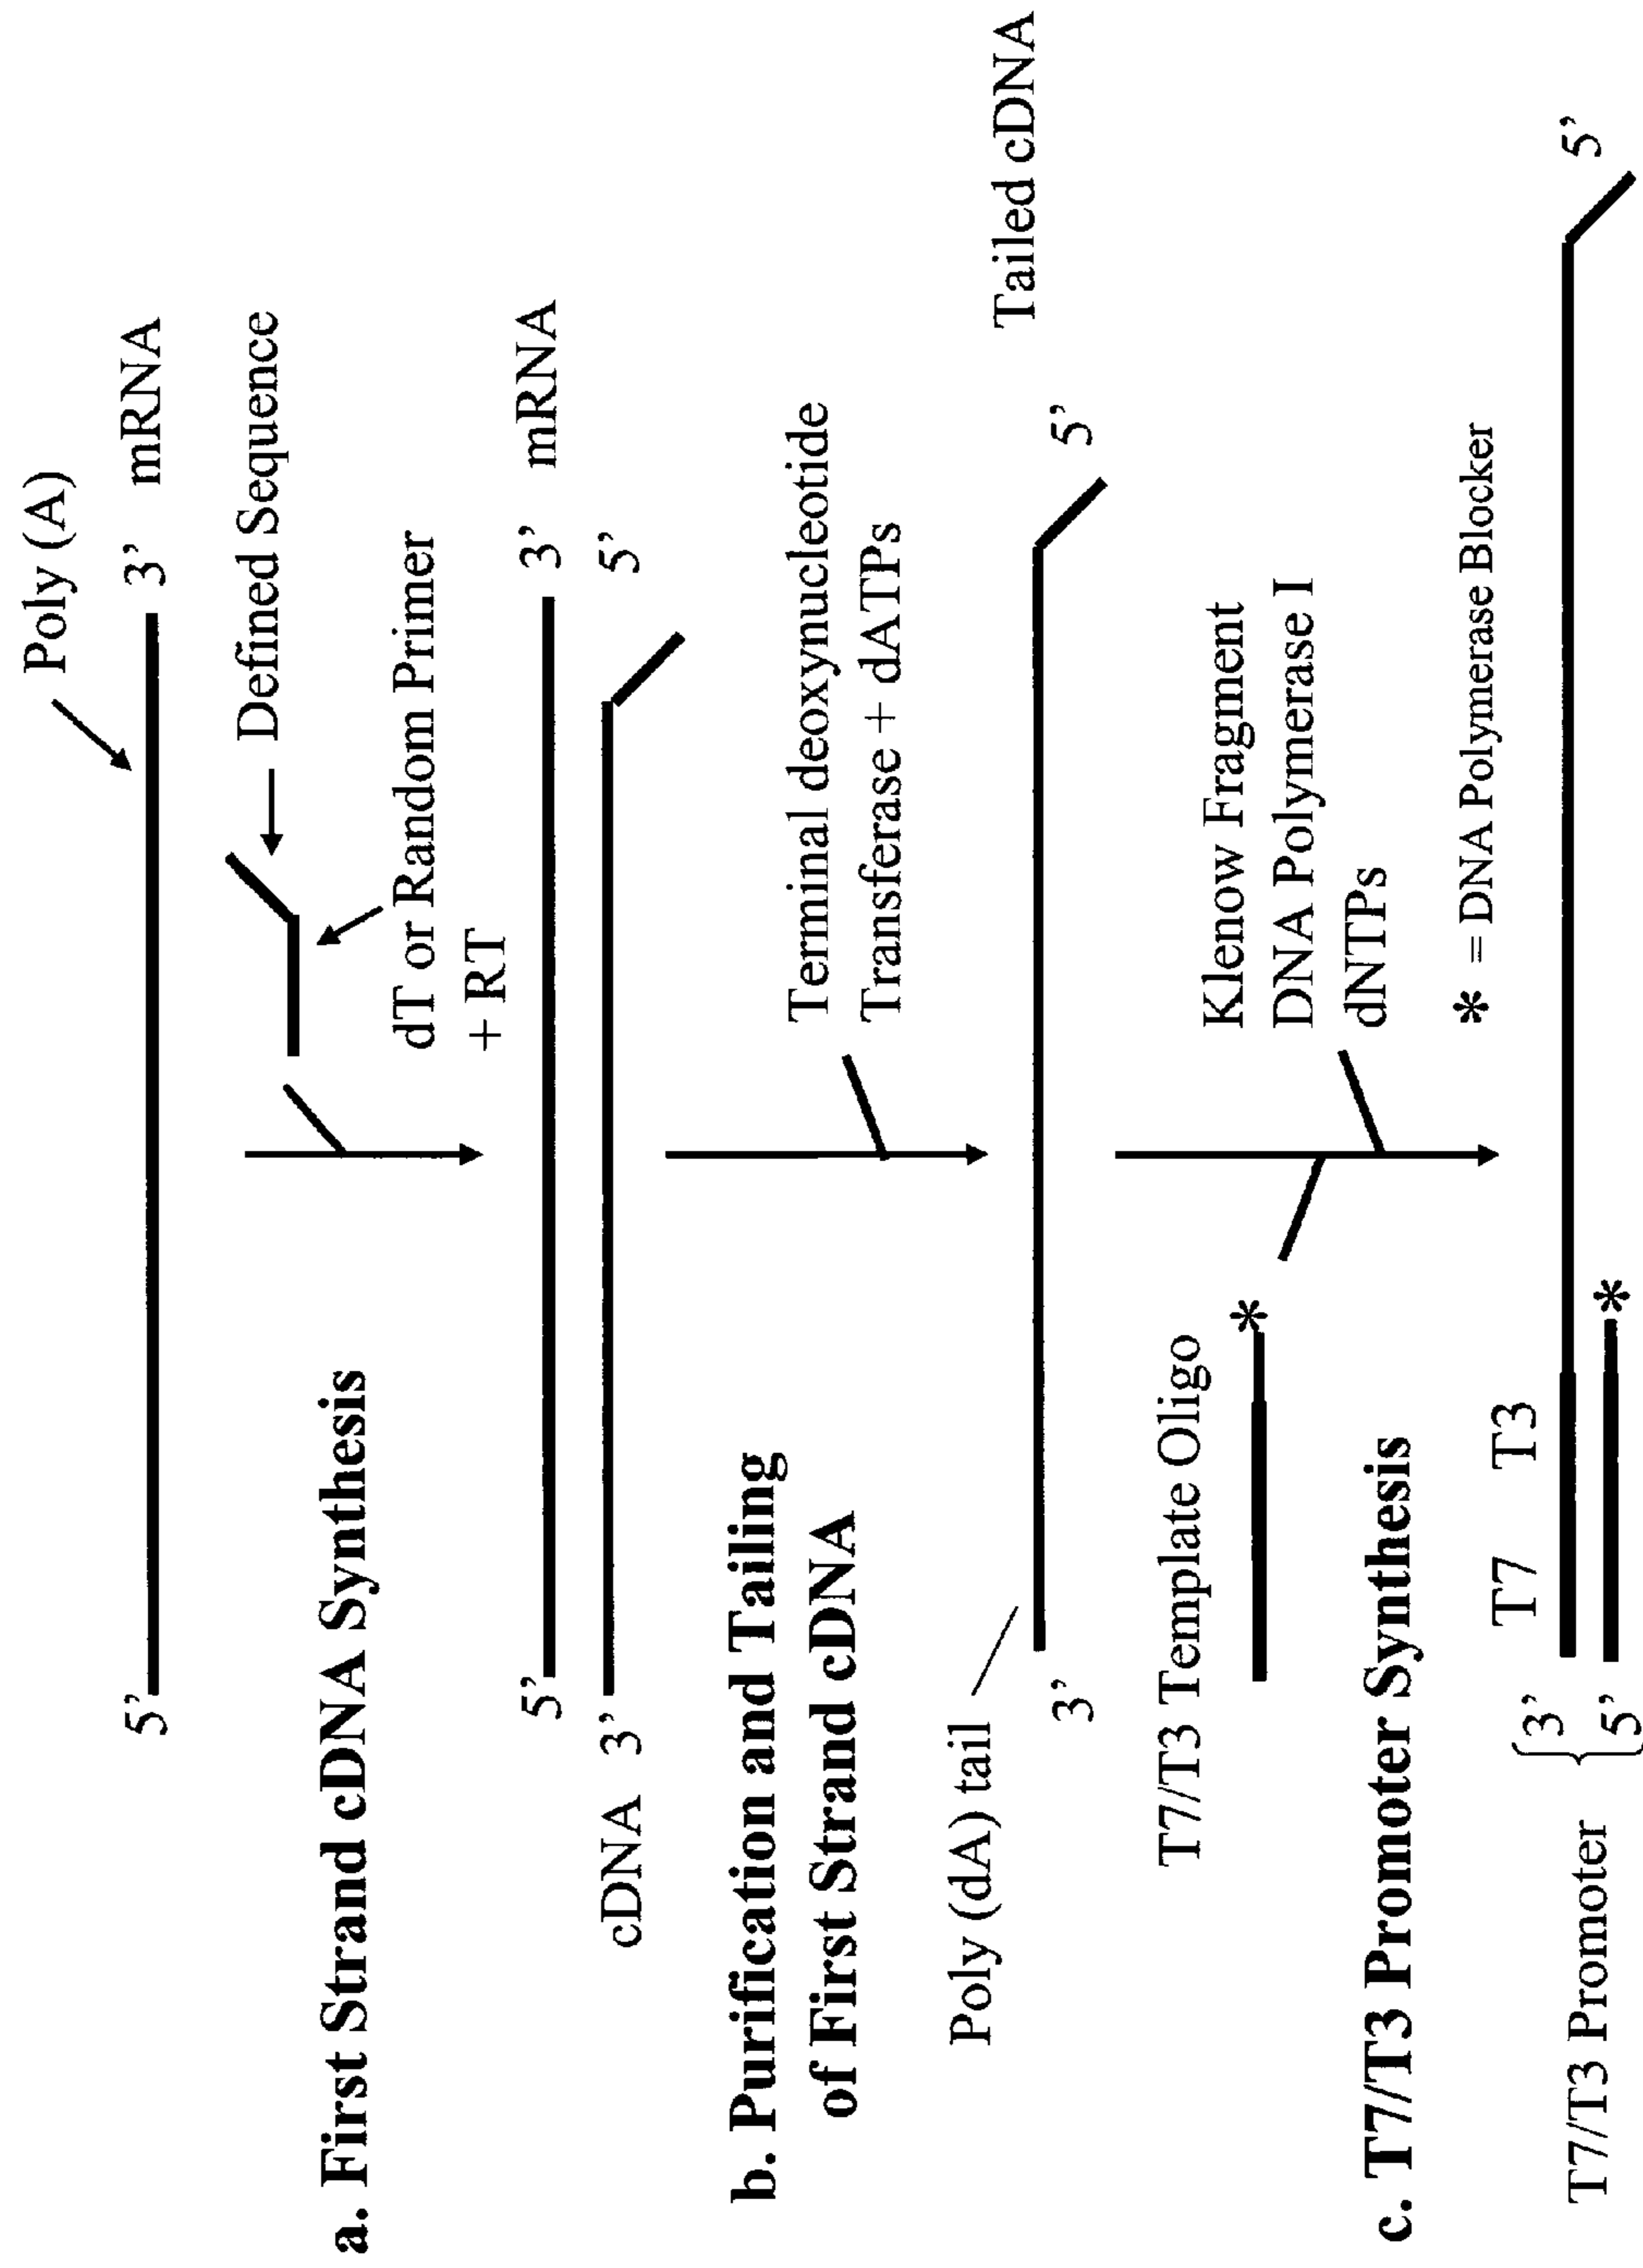 Poly (A)
5’
3’ mRNA
Defined Sequence
a. First Strand cDNA Synthesis
dT or Random Primer
+ RT
5’
3’ mRNA
cDNA 3’
5’
b. Purification and Tailing
of First Strand cDNA
Terminal deoxynucleotide
Transferase + dATPs
Poly (dA) tail
Tailed cDNA
3’
5’
T7/T3 Template Oligo
*
Klenow Fragment
DNA Polymerase I
dNTPs
c. T7/T3 Promoter Synthesis
* = DNA Polymerase Blocker
T7 T3
T7/T3 Promoter
3’
5’
5’
*